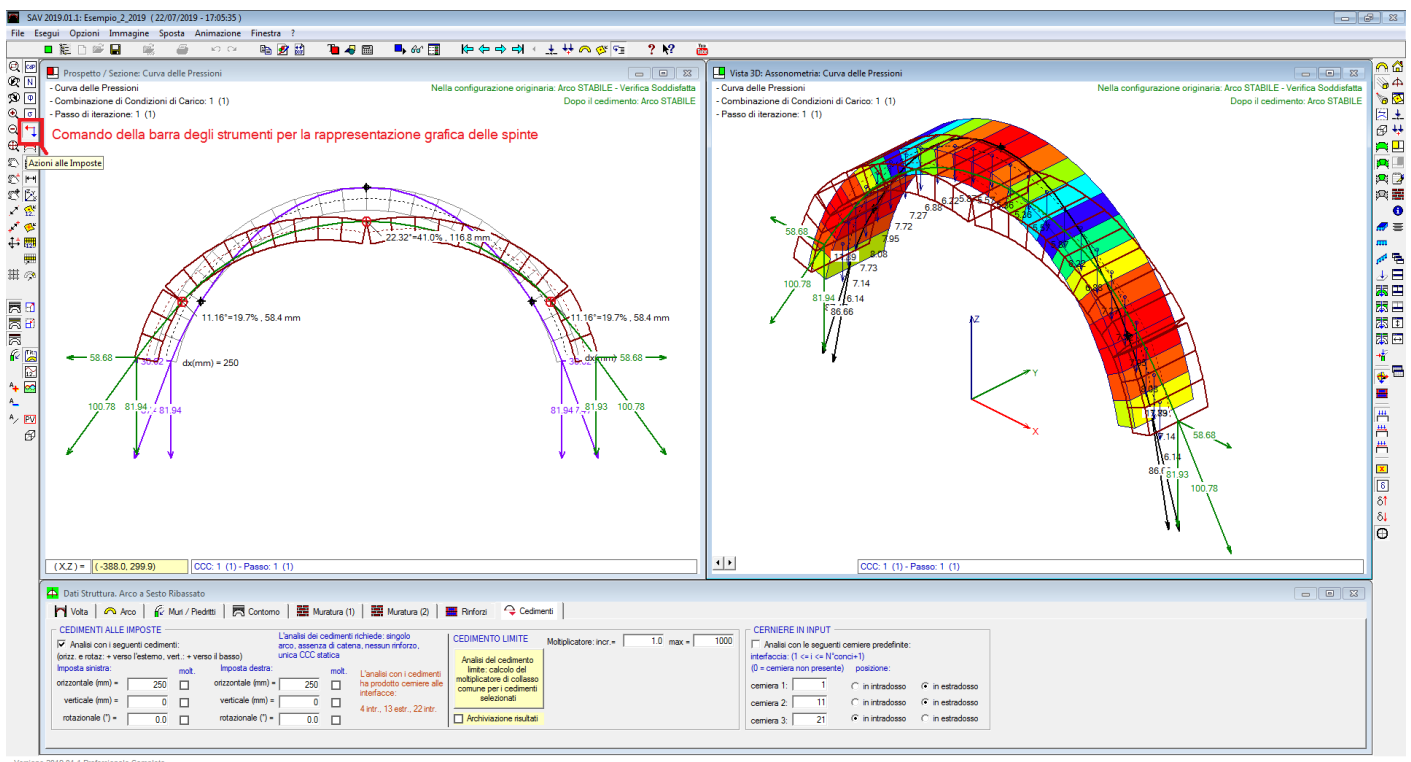 SAV 2019.01.1: Esempio_2_2019 ( 22/07/2019 - 17:05:35 )
File Esegui Opzioni Immagine Sposta Animazione Finestra ?
Prospetto / Sezione: Curva delle Pressioni
- Curva delle Pressioni
Nella configurazione originaria: Arco STABILE - Verifica Soddisfatta
- Combinazione di Condizioni di Carico: 1 (1)
Dopo il cedimento: Arco STABILE
- Passo di iterazione: 1 (1)
Comando della barra degli strumenti per la rappresentazione grafica delle spinte
Azioni alle Imposte
22.32°=41.0% , 116.8 mm
11.16°=19.7% , 58.4 mm
11.16°=19.7% , 58.4 mm
58.68
dx(mm) = 250
dx(mm)
58.68
100.78
81.94
81.94
81.94
81.93
100.78
(X,Z) =
(-388.0, 299.9)
CCC: 1 (1) - Passo: 1 (1)
Vista 3D: Assonometria: Curva delle Pressioni
- Curva delle Pressioni
Nella configurazione originaria: Arco STABILE - Verifica Soddisfatta
- Combinazione di Condizioni di Carico: 1 (1)
Dopo il cedimento: Arco STABILE
- Passo di iterazione: 1 (1)
6.88
7.27
7.72
7.95
8.08
7.73
7.14
6.14
86.66
58.68
100.78
81.94
Z
Y
X
7.14
6.14
58.68
81.93
100.78
CCC: 1 (1) - Passo: 1 (1)
Dati Struttura. Arco a Sesto Ribassato
Volta
Arco
Muri / Piedritti
Contorno
Muratura (1)
Muratura (2)
Rinforzi
Cedimenti
CEDIMENTI ALLE IMPOSTE
Analisi con i seguenti cedimenti:
(orizz. e rotaz: + verso l'esterno, vert.: + verso il basso)
L'analisi dei cedimenti richiede: singolo
arco, assenza di catena, nessun rinforzo,
unica CCC statica
Imposta sinistra:
molt.
Imposta destra:
molt.
orizzontale (mm) = 250
orizzontale (mm) = 250
verticale (mm) = 0
verticale (mm) = 0
rotazionale (°) = 0.0
rotazionale (°) = 0.0
L'analisi con i cedimenti
ha prodotto cerniere alle
interfacce:
4 intr., 13 estr., 22 intr.
CEDIMENTO LIMITE
Moltiplicatore: incr.= 1.0 max = 1000
Analisi del cedimento
limite: calcolo del
moltiplicatore di collasso
comune per i cedimenti
selezionati
Archiviazione risultati
CERNIERE IN INPUT
Analisi con le seguenti cerniere predefinite:
interfaccia: (1 <= i <= N°conci+1)
(0 = cerniera non presente) posizione:
cerniera 1: 1 in intradosso in estradosso
cerniera 2: 11 in intradosso in estradosso
cerniera 3: 21 in intradosso in estradosso